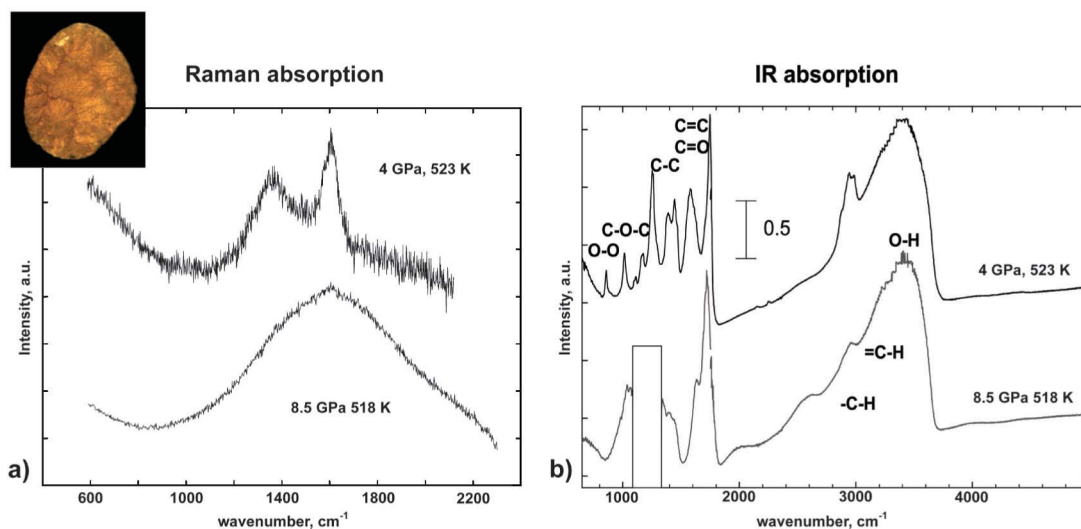 Raman absorption
4 GPa, 523 K
8.5 GPa 518 K
Intensity, a.u.
a)
600 1000 1400 1800 2200
wavenumber, cm-1
IR absorption
C=C
C=O
C-C
C-O-C
O-O
0.5
O-H
4 GPa, 523 K
=C-H
-C-H
8.5 GPa 518 K
Intensity, a.u.
b)
1000 2000 3000 4000
wavenumber, cm-1